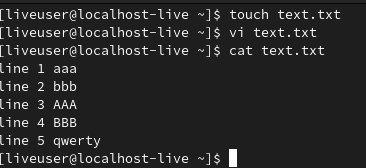 [liveuser@localhost-live ~]$ touch text.txt
[liveuser@localhost-live ~]$ vi text.txt
[liveuser@localhost-live ~]$ cat text.txt
line 1 aaa
line 2 bbb
line 3 AAA
line 4 BBB
line 5 qwerty
[liveuser@localhost-live ~]$